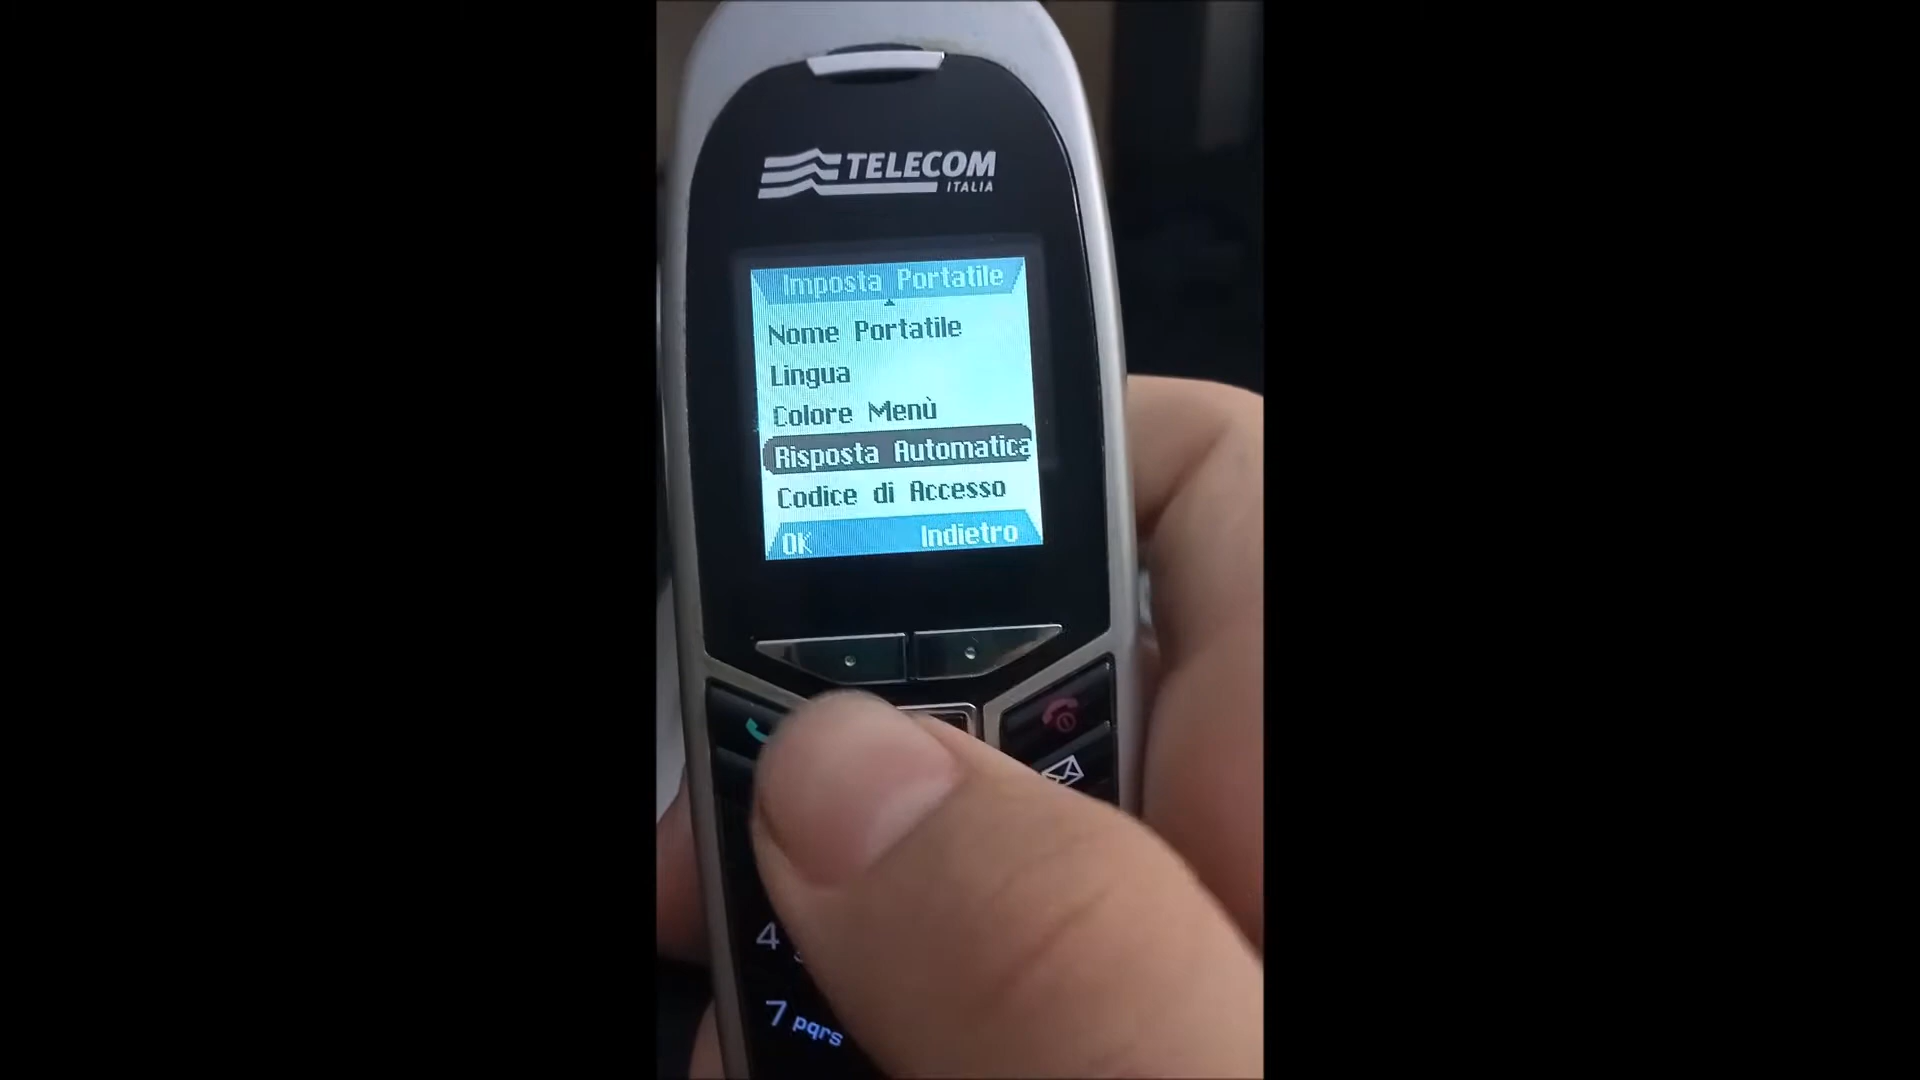 TELECOM
ITALIA
Imposta Portatile
Nome Portatile
Lingua
Colore Menù
Risposta Automatica
Codice di Accesso
OK Indietro
4
7 pqrs